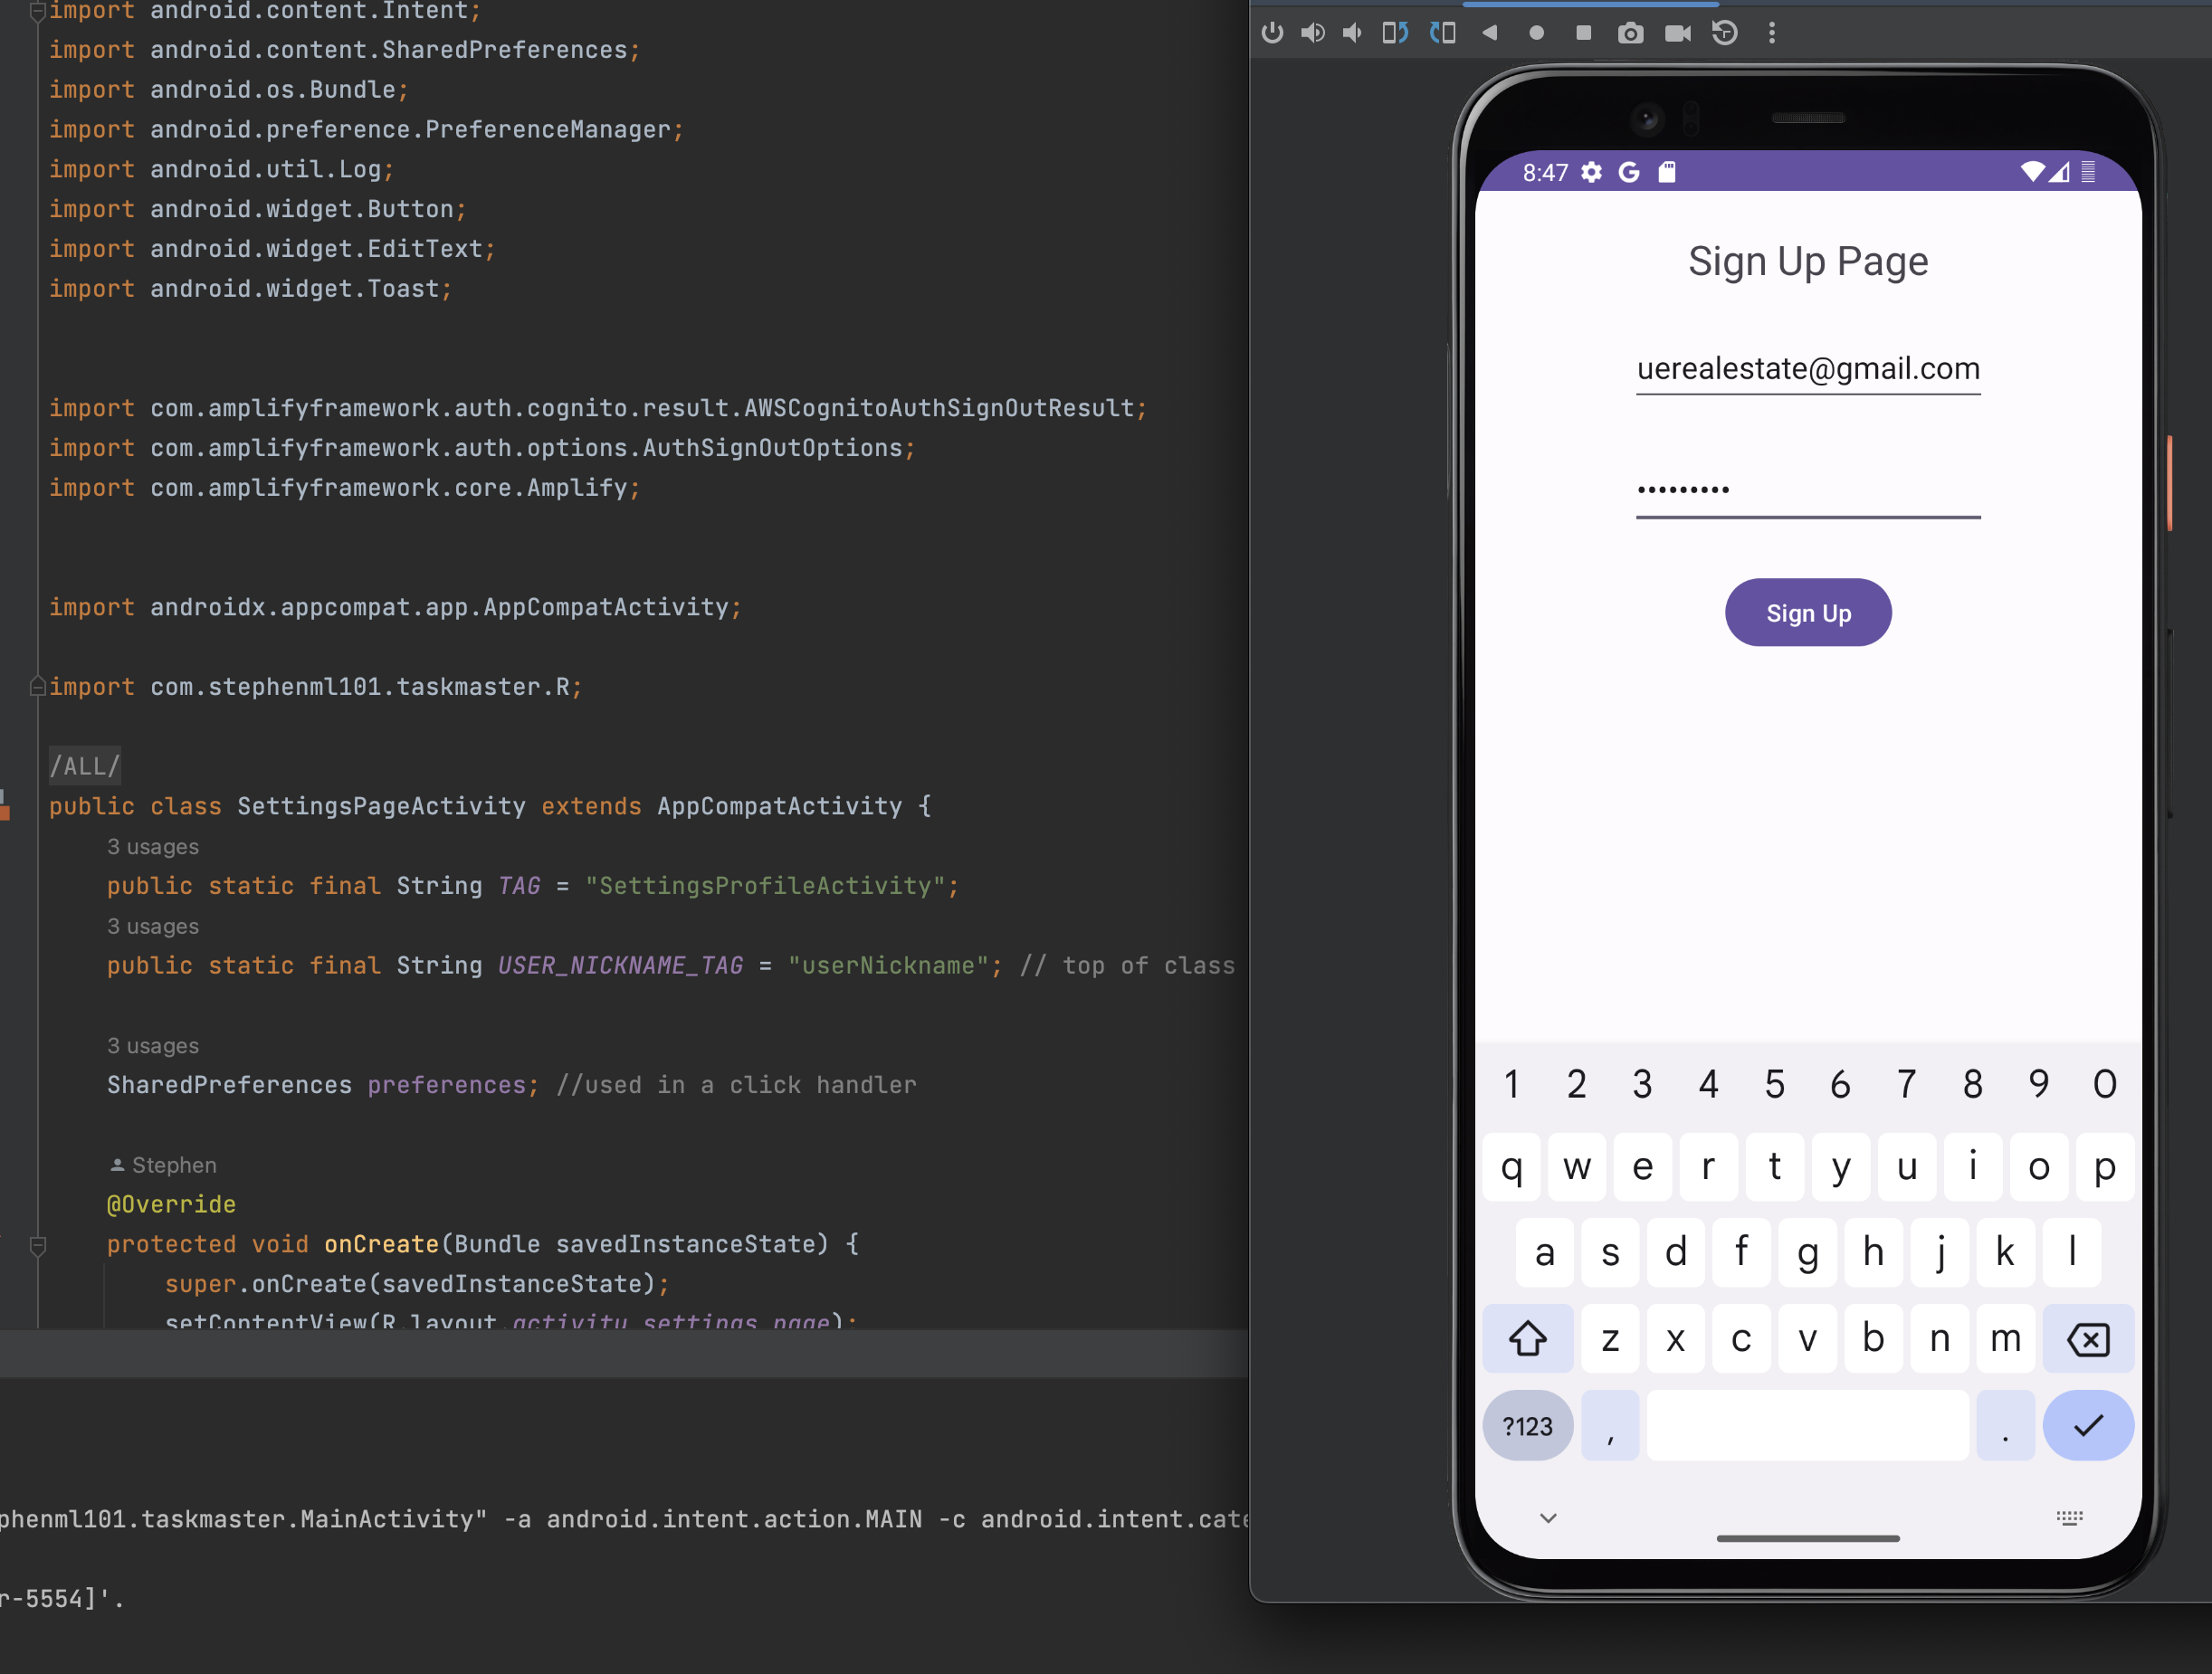 import android.content.Intent;
import android.content.SharedPreferences;
import android.os.Bundle;
import android.preference.PreferenceManager;
import android.util.Log;
import android.widget.Button;
import android.widget.EditText;
import android.widget.Toast;
import com.amplifyframework.auth.cognito.result.AWSCognitoAuthSignOutResult;
import com.amplifyframework.auth.options.AuthSignOutOptions;
import com.amplifyframework.core.Amplify;
import androidx.appcompat.app.AppCompatActivity;
import com.stephenml101.taskmaster.R;
/ALL/
public class SettingsPageActivity extends AppCompatActivity {
3 usages
public static final String TAG = "SettingsProfileActivity";
3 usages
public static final String USER_NICKNAME_TAG = "userNickname"; // top of class
3 usages
SharedPreferences preferences; //used in a click handler
Stephen
@Override
protected void onCreate(Bundle savedInstanceState) {
super.onCreate(savedInstanceState);
setContentView(R.layout.activity_settings_page);
phenml101.taskmaster.MainActivity" -a android.intent.action.MAIN -c android.intent.cate
r-5554]'.
8:47
Sign Up Page
uerealestate@gmail.com
•••••••••
Sign Up
1 2 3 4 5 6 7 8 9 0
q w e r t y u i o p
a s d f g h j k l
z x c v b n m
?123 , .